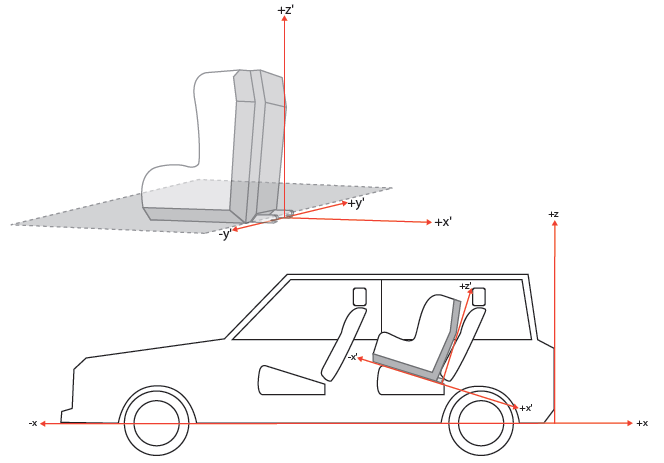 +z'
+y'
+x'
-y'
+z
+z'
-x'
+x'
-x
+x